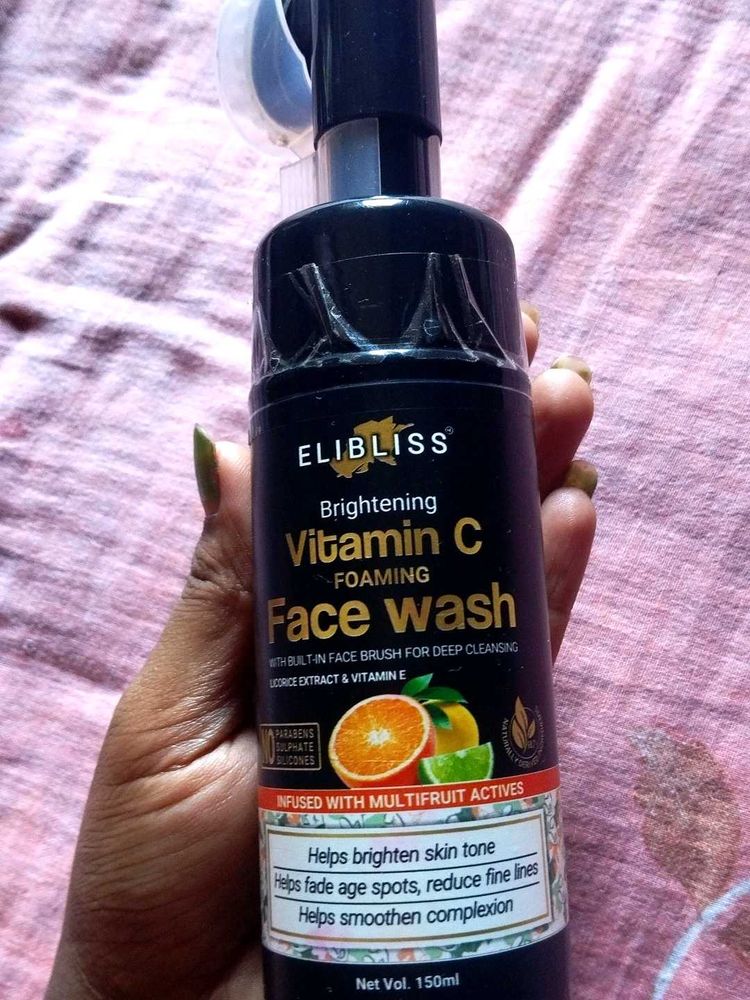 ELIBLISS
Brightening
Vitamin C
FOAMING
Face wash
WITH BUILT-IN FACE BRUSH FOR DEEP CLEANSING
LICORICE EXTRACT & VITAMIN E
NO PARABENS
SULPHATE
SILICONES
NATURALLY DERIVED
INFUSED WITH MULTIFRUIT ACTIVES
Helps brighten skin tone
Helps fade age spots, reduce fine lines
Helps smoothen complexion
Net Vol. 150ml